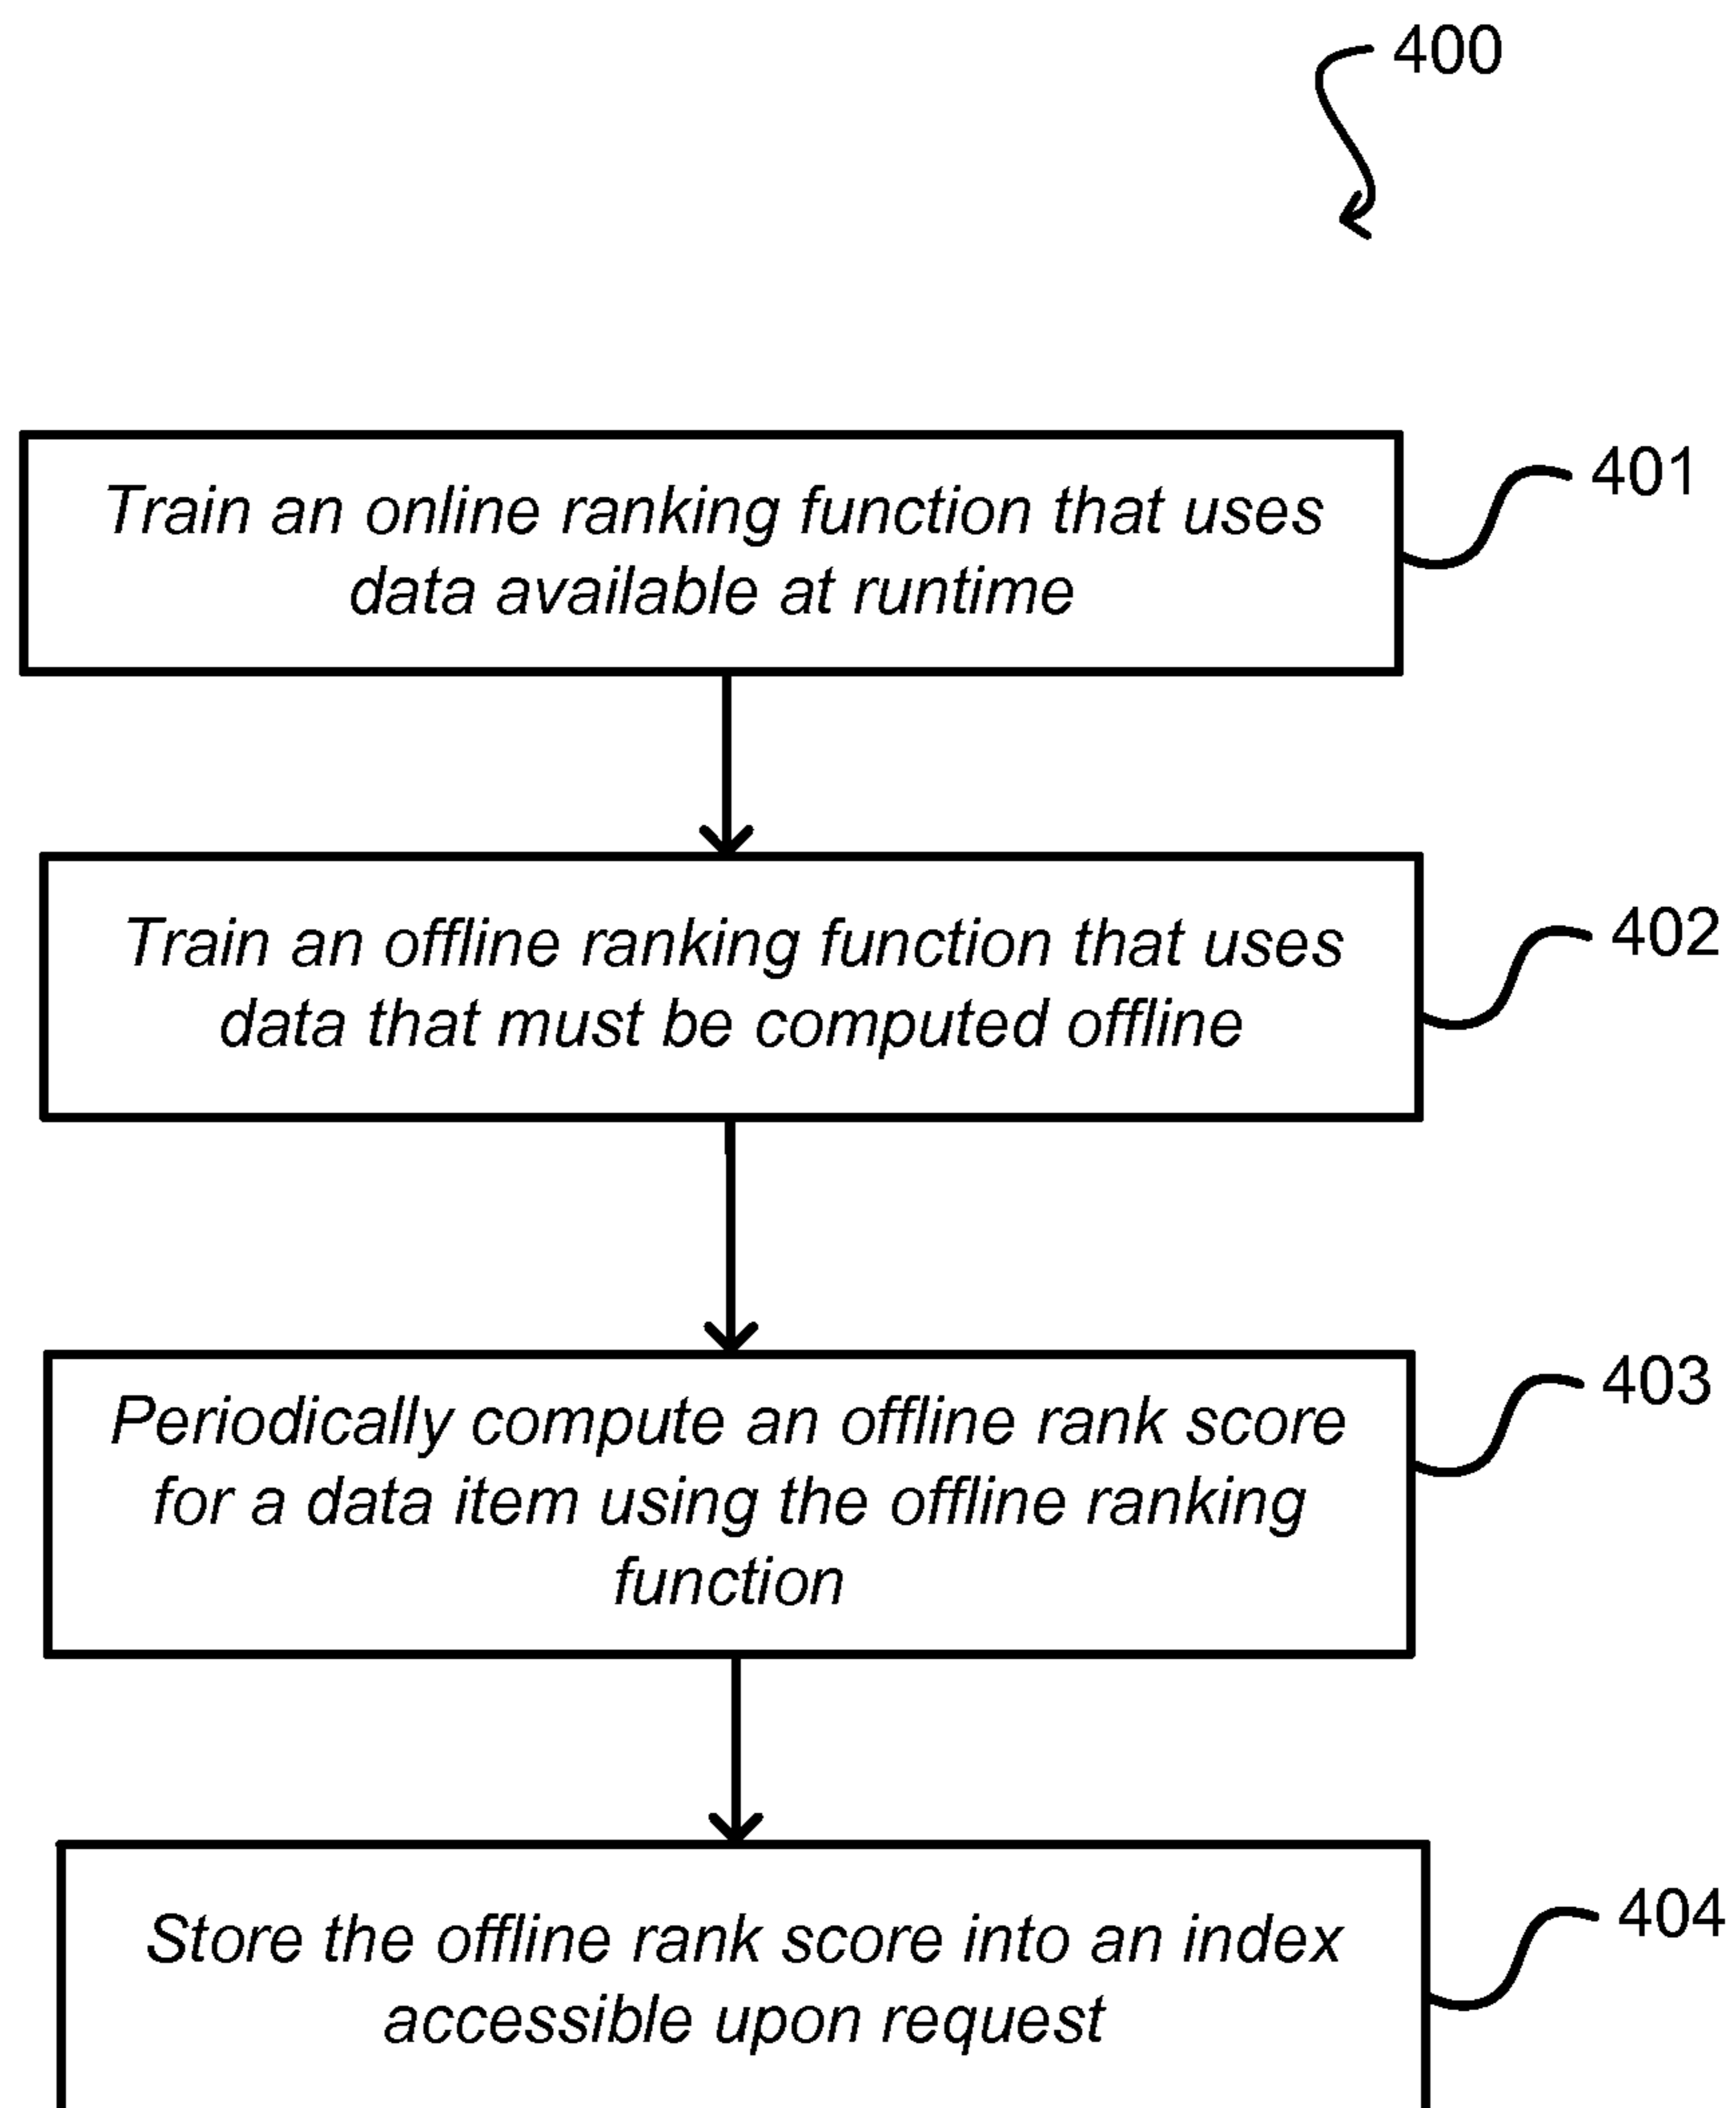 400
Train an online ranking function that uses
data available at runtime
401
Train an offline ranking function that uses
data that must be computed offline
402
Periodically compute an offline rank score
for a data item using the offline ranking
function
403
Store the offline rank score into an index
accessible upon request
404